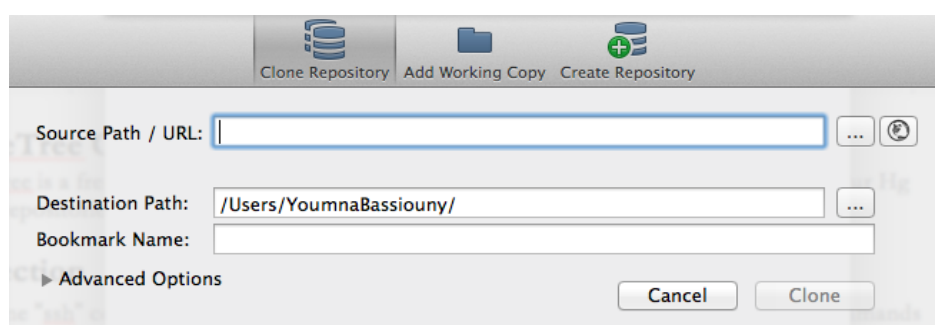 Clone Repository Add Working Copy Create Repository
Source Path / URL: ...
Destination Path: /Users/YoumnaBassiouny/ ...
Bookmark Name:
Advanced Options
Cancel Clone